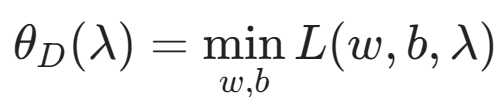 θ_D(λ) = min_{w,b} L(w, b, λ)